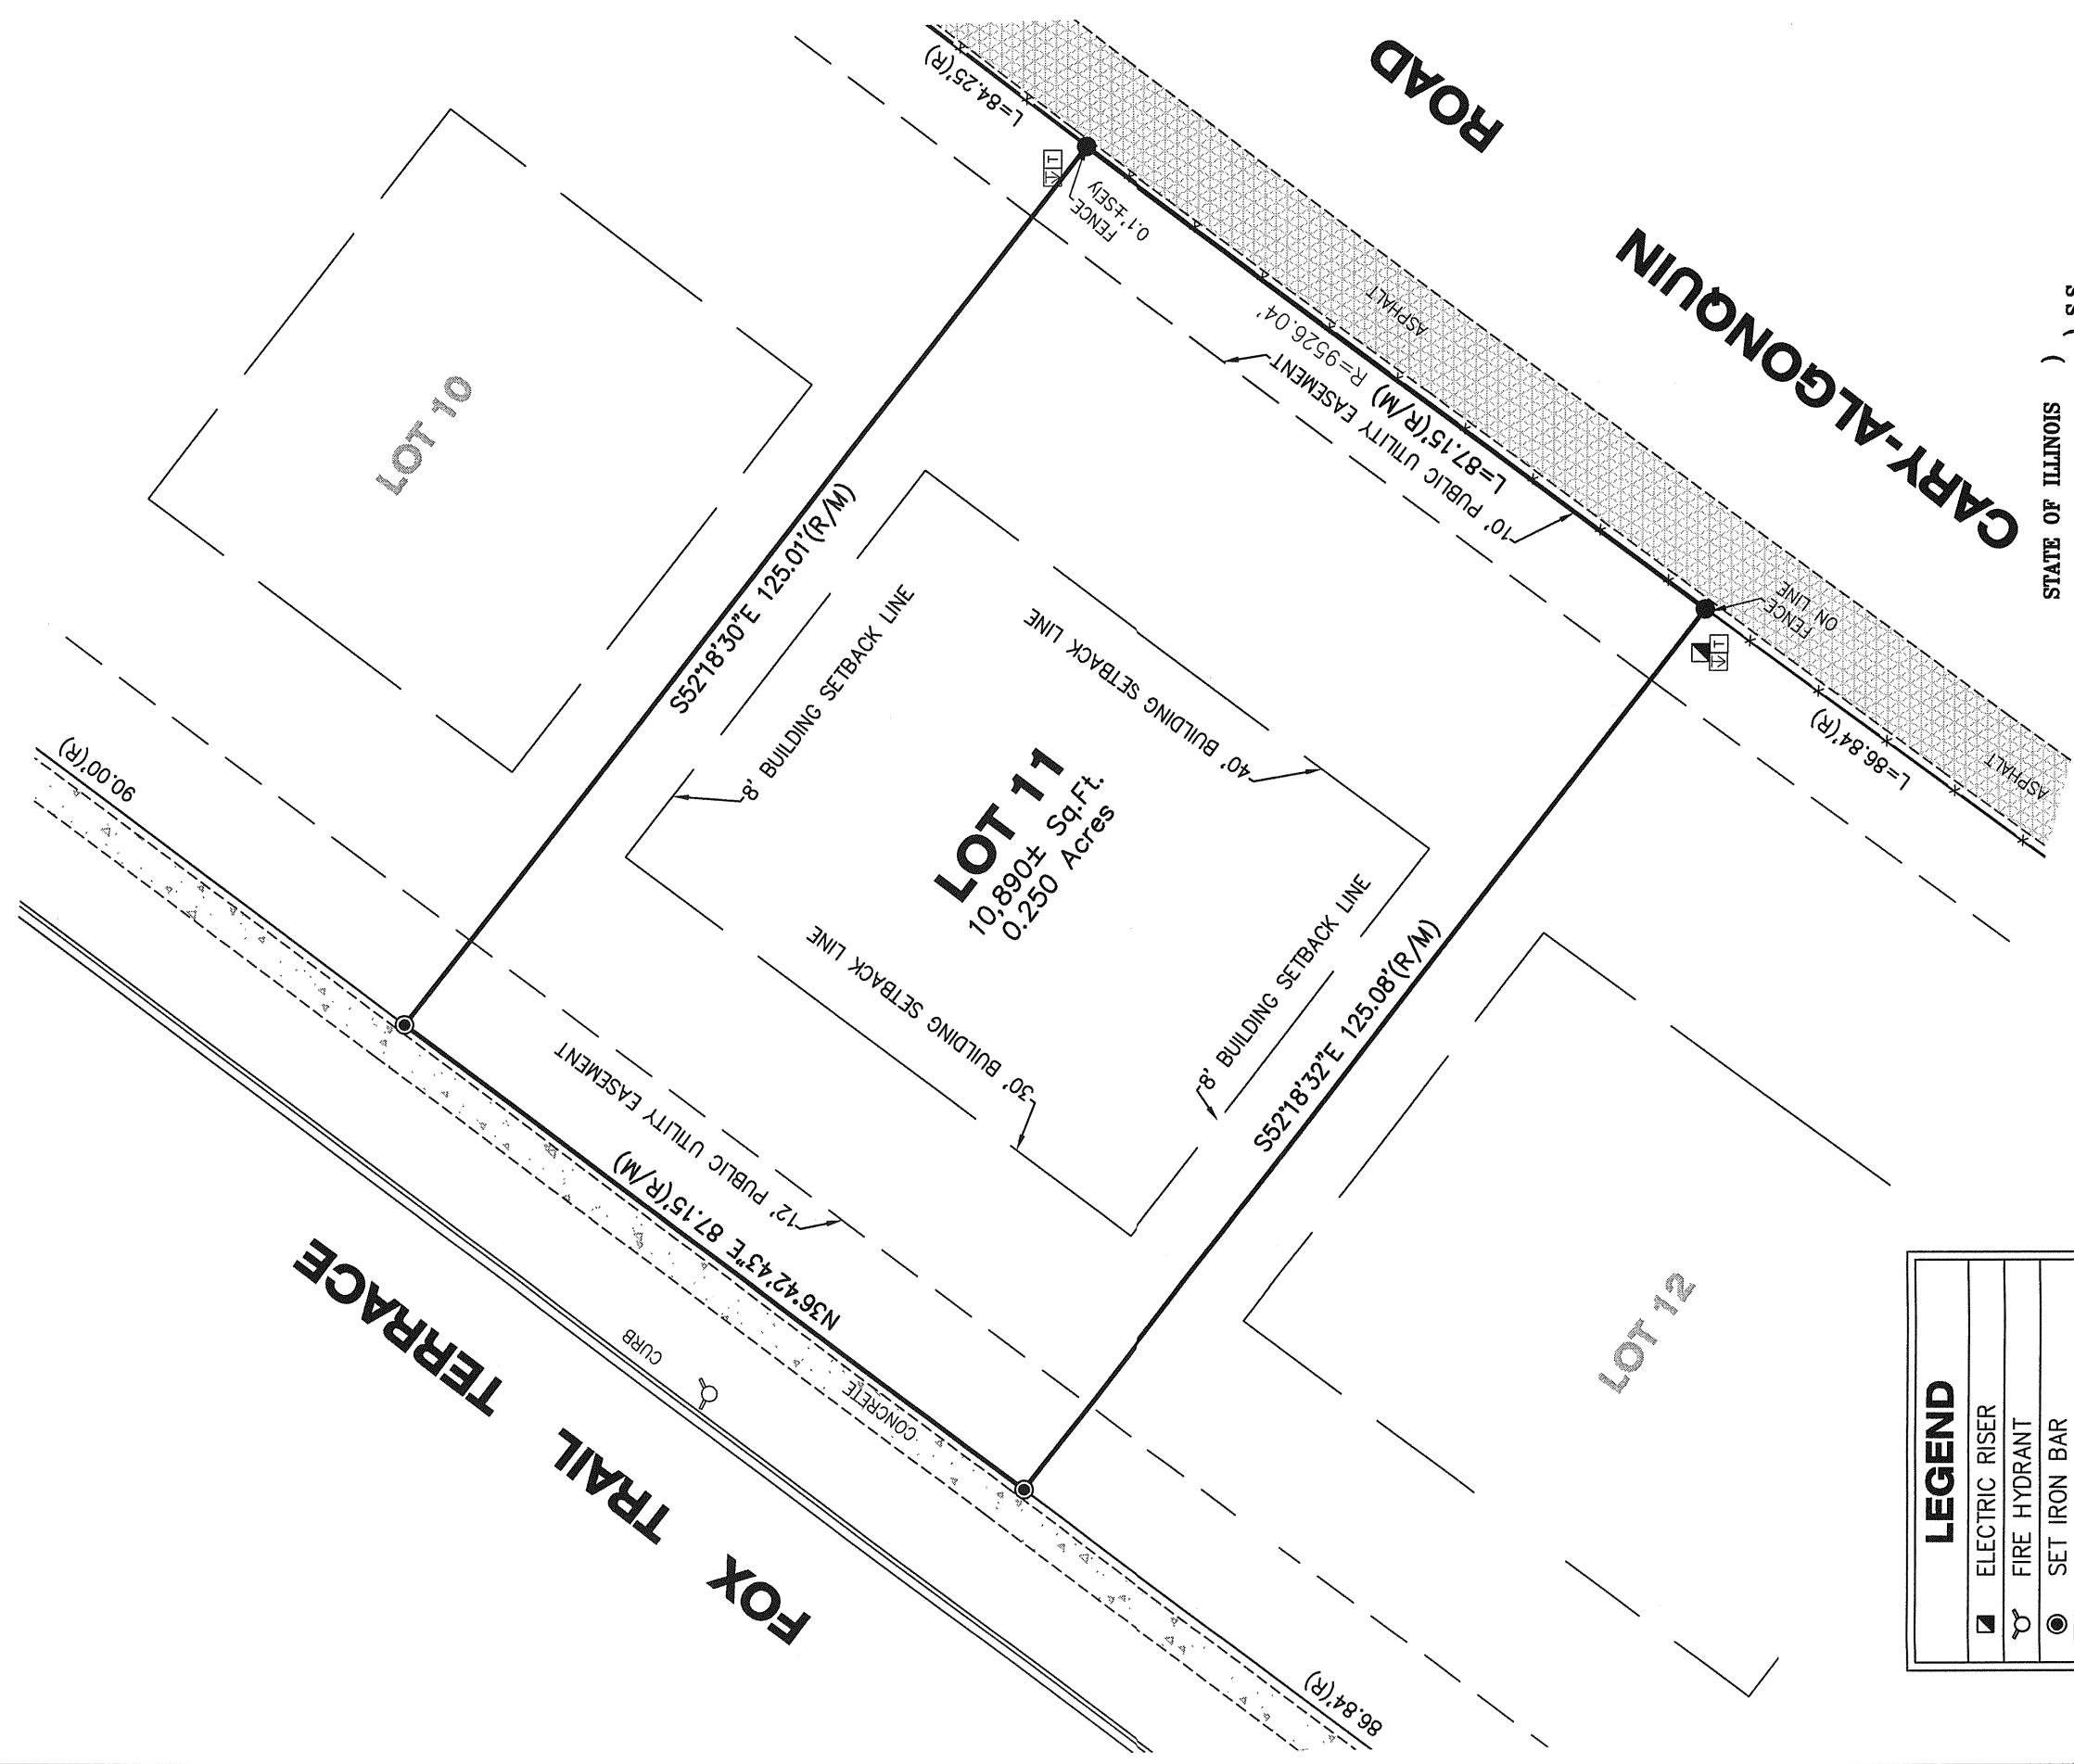 ROAD
CARY-ALGONQUIN
L=84.25'(R)
FENCE
0.1'±SEly
ASPHALT
R=9526.04'
L=87.15'(R/M)
10' PUBLIC UTILITY EASEMENT
FENCE
ON LINE
L=86.84'(R)
ASPHALT
LOT 10
S52°18'30"E 125.01'(R/M)
8' BUILDING SETBACK LINE
40' BUILDING SETBACK LINE
LOT 11
10,890± Sq.Ft.
0.250 Acres
30' BUILDING SETBACK LINE
8' BUILDING SETBACK LINE
S52°18'32"E 125.08'(R/M)
LOT 12
90.00'(R)
12' PUBLIC UTILITY EASEMENT
N36°42'43"E 87.15'(R/M)
CONCRETE
CURB
86.84'(R)
FOX TRAIL TERRACE
T
T
STATE OF ILLINOIS )
LEGEND
ELECTRIC RISER
FIRE HYDRANT
SET IRON BAR